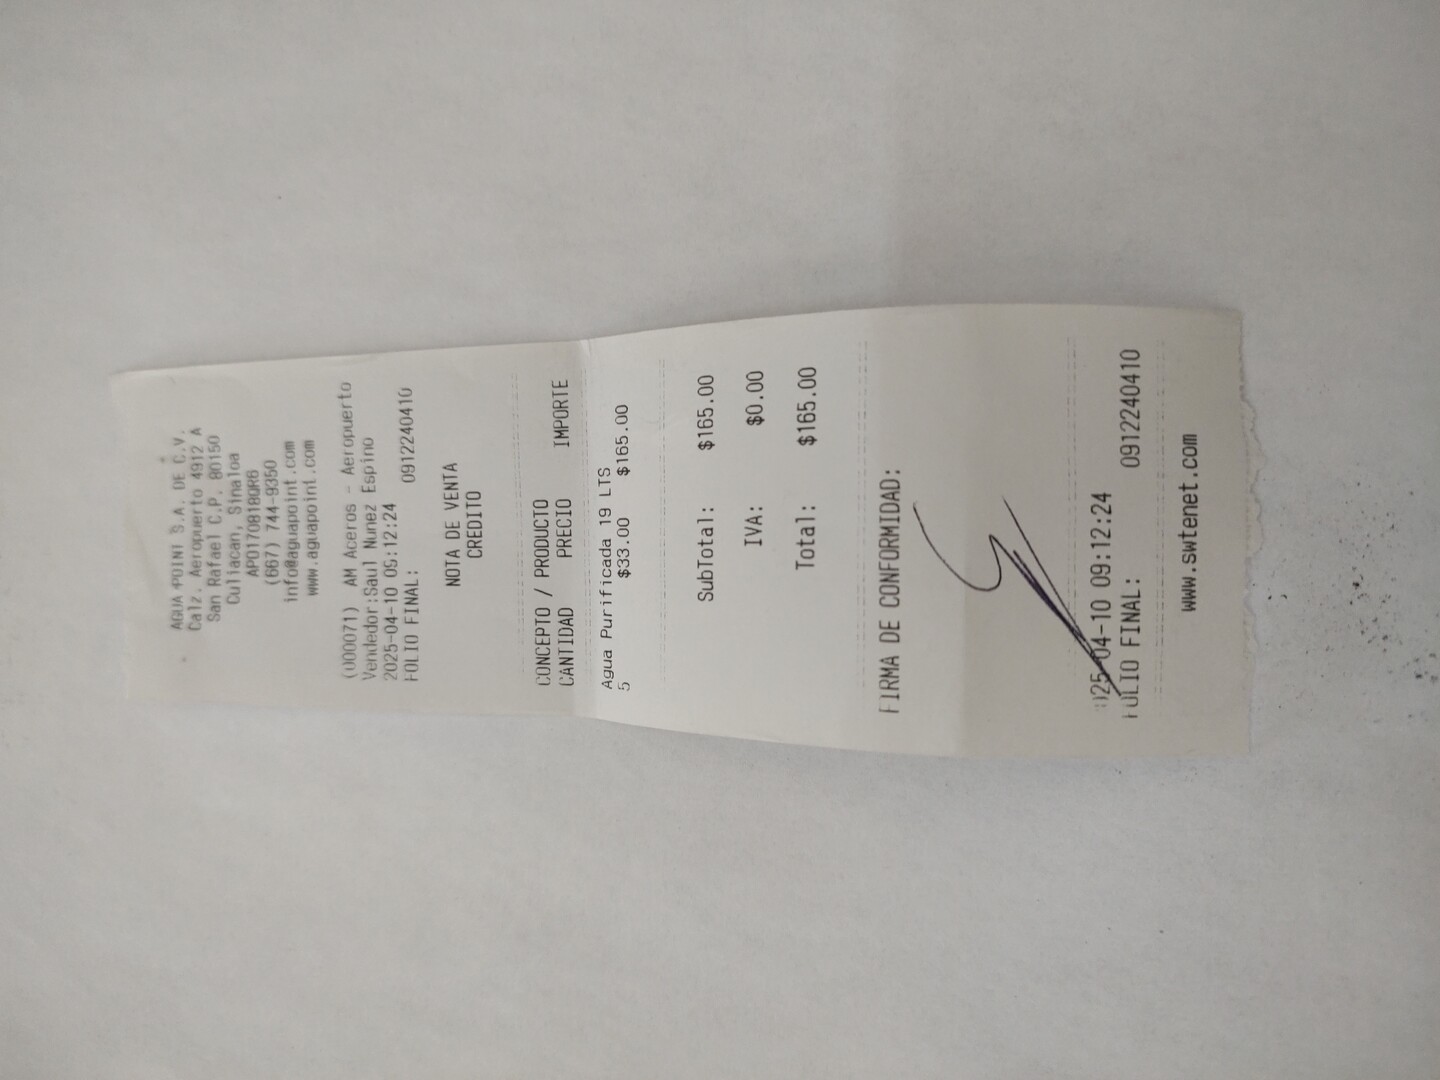 AGUA POINT S.A. DE C.V.
Calz. Aeropuerto 4912 A
San Rafael C.P. 80150
Culiacan, Sinaloa
APO170818QR6
(667) 744-9350
info@aguapoint.com
www.aguapoint.com
(000071) AM Aceros - Aeropuerto
Vendedor:Saul Nunez Espino
2025-04-10 09:12:24
FOLIO FINAL: 0912240410
NOTA DE VENTA
CREDITO
CONCEPTO / PRODUCTO
CANTIDAD PRECIO IMPORTE
Agua Purificada 19 LTS
5 $33.00 $165.00
SubTotal: $165.00
IVA: $0.00
Total: $165.00
FIRMA DE CONFORMIDAD:
2025-04-10 09:12:24
FOLIO FINAL: 0912240410
www.swtenet.com